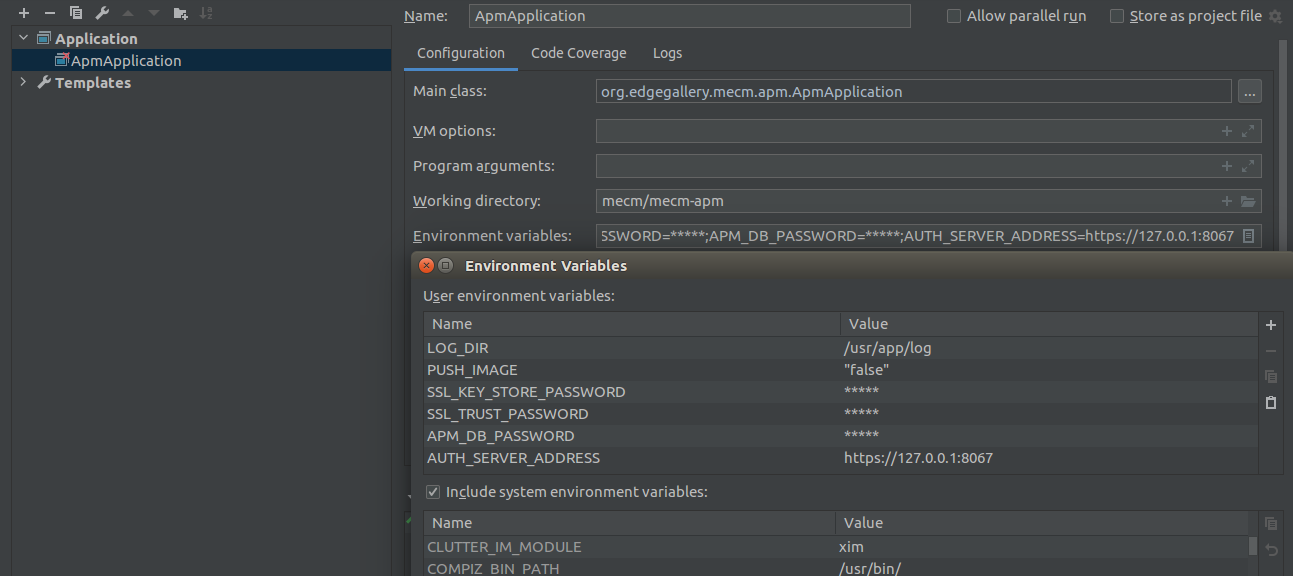 Name: ApmApplication Allow parallel run Store as project file
Application
ApmApplication
Templates
Configuration Code Coverage Logs
Main class: org.edgegallery.mecm.apm.ApmApplication ...
VM options:
Program arguments:
Working directory: mecm/mecm-apm
Environment variables: SSWORD=*****;APM_DB_PASSWORD=*****;AUTH_SERVER_ADDRESS=https://127.0.0.1:8067
Environment Variables
User environment variables:
Name Value
LOG_DIR /usr/app/log
PUSH_IMAGE "false"
SSL_KEY_STORE_PASSWORD *****
SSL_TRUST_PASSWORD *****
APM_DB_PASSWORD *****
AUTH_SERVER_ADDRESS https://127.0.0.1:8067
Include system environment variables:
Name Value
CLUTTER_IM_MODULE xim
COMPIZ_BIN_PATH /usr/bin/